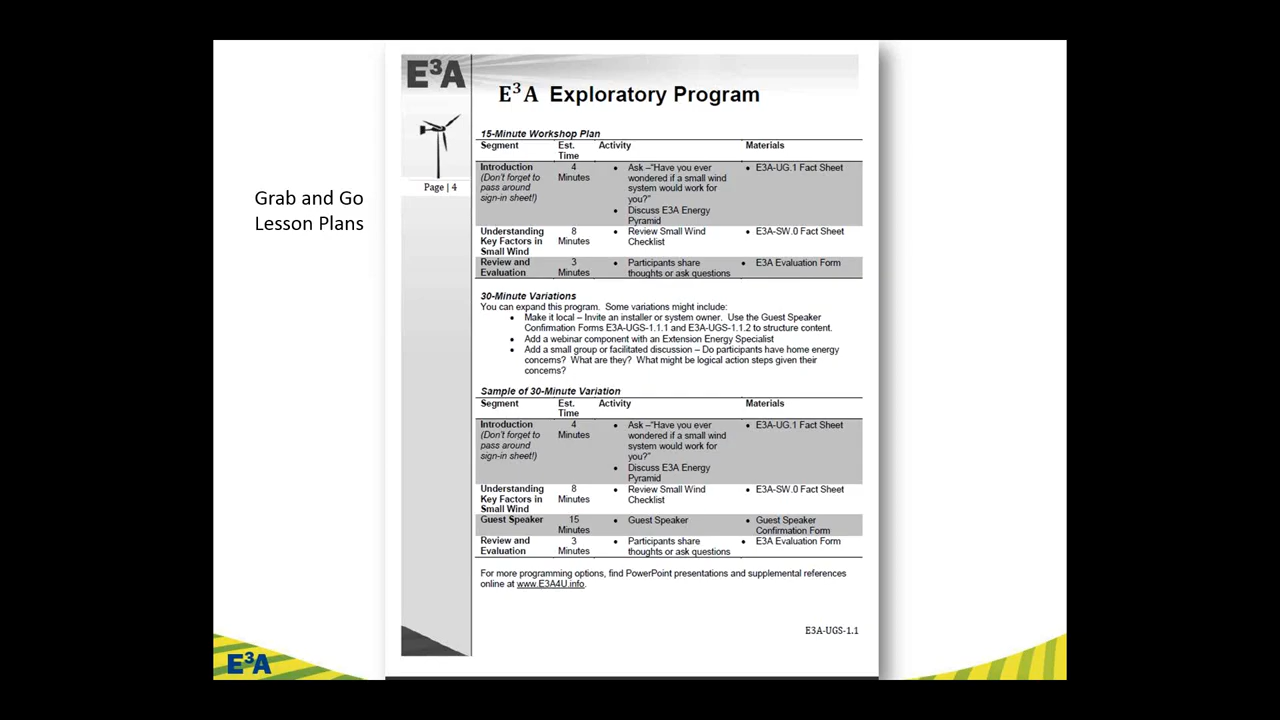 Grab and Go
Lesson Plans
E³A
Page | 4
E³A Exploratory Program
15-Minute Workshop Plan
Segment Est. Time Activity Materials
Introduction (Don't forget to pass around sign-in sheet!) 4 Minutes • Ask –"Have you ever wondered if a small wind system would work for you?" • Discuss E3A Energy Pyramid • E3A-UG.1 Fact Sheet
Understanding Key Factors in Small Wind 8 Minutes • Review Small Wind Checklist • E3A-SW.0 Fact Sheet
Review and Evaluation 3 Minutes • Participants share thoughts or ask questions • E3A Evaluation Form
30-Minute Variations
You can expand this program. Some variations might include:
• Make it local – Invite an installer or system owner. Use the Guest Speaker
Confirmation Forms E3A-UGS-1.1.1 and E3A-UGS-1.1.2 to structure content.
• Add a webinar component with an Extension Energy Specialist
• Add a small group or facilitated discussion – Do participants have home energy
concerns? What are they? What might be logical action steps given their
concerns?
Sample of 30-Minute Variation
Segment Est. Time Activity Materials
Introduction (Don't forget to pass around sign-in sheet!) 4 Minutes • Ask –"Have you ever wondered if a small wind system would work for you?" • Discuss E3A Energy Pyramid • E3A-UG.1 Fact Sheet
Understanding Key Factors in Small Wind 8 Minutes • Review Small Wind Checklist • E3A-SW.0 Fact Sheet
Guest Speaker 15 Minutes • Guest Speaker • Guest Speaker Confirmation Form
Review and Evaluation 3 Minutes • Participants share thoughts or ask questions • E3A Evaluation Form
For more programming options, find PowerPoint presentations and supplemental references
online at www.E3A4U.info.
E3A-UGS-1.1
E³A